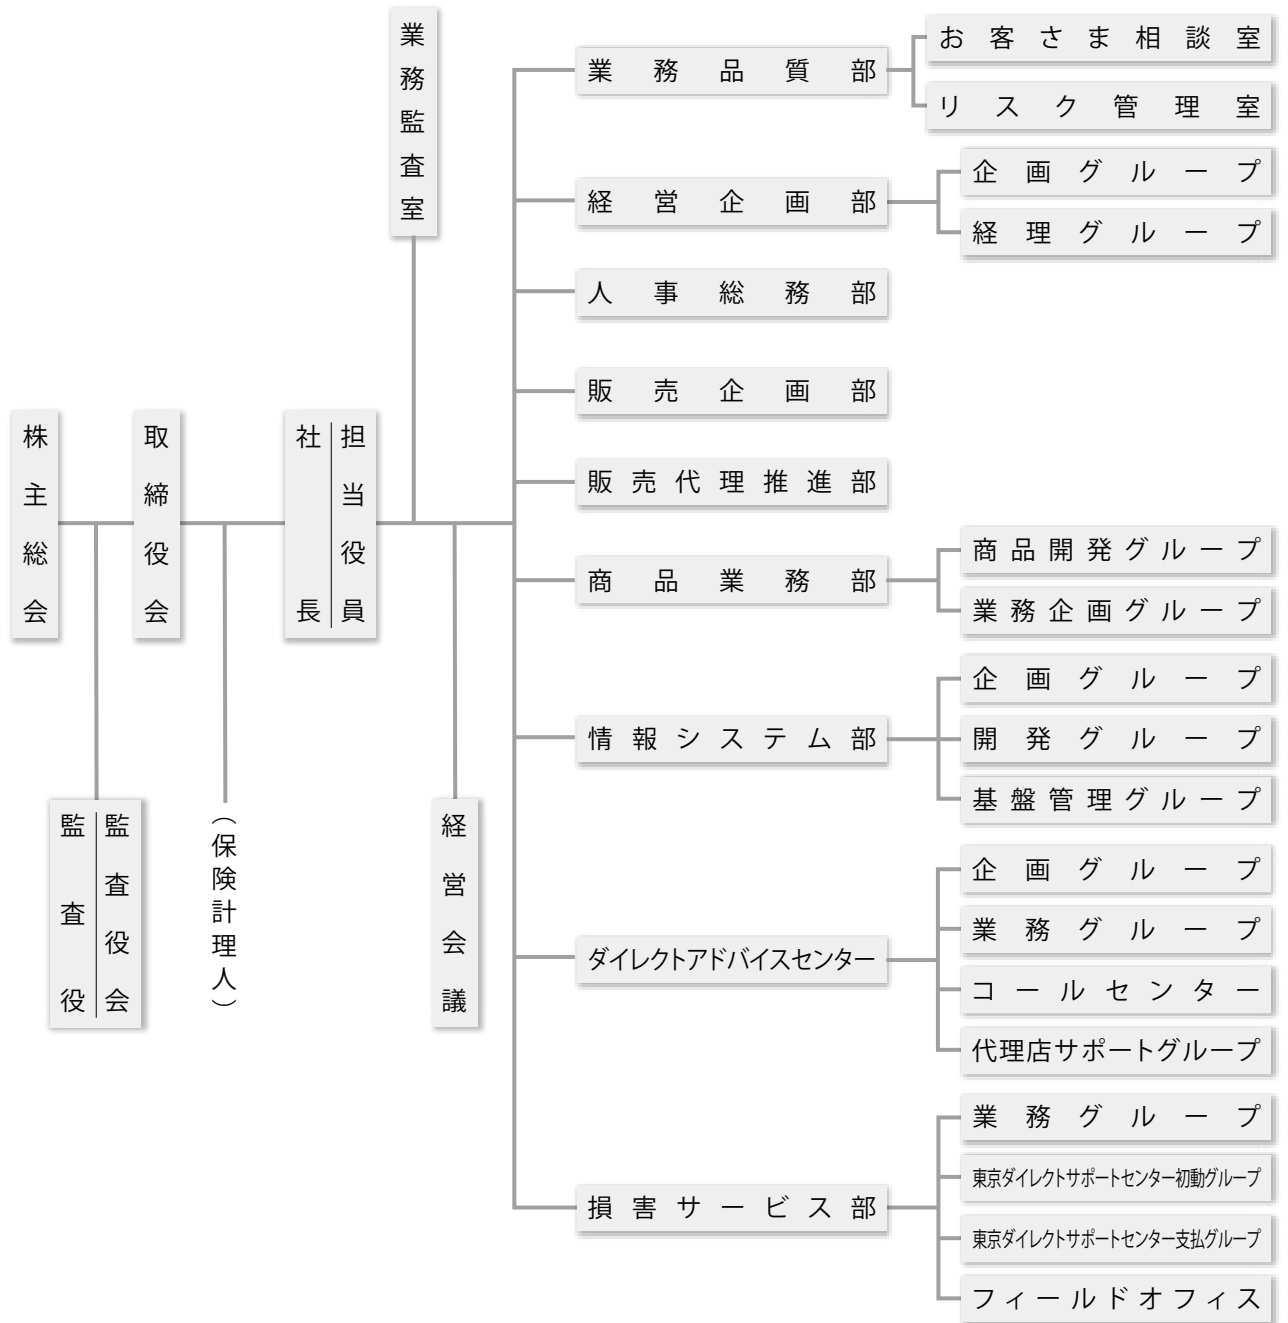 株主総会
監査役
監査役会
取締役会
（保険計理人）
社長
担当役員
業務監査室
経営会議
業務品質部
お客さま相談室
リスク管理室
経営企画部
企画グループ
経理グループ
人事総務部
販売企画部
販売代理推進部
商品業務部
商品開発グループ
業務企画グループ
情報システム部
企画グループ
開発グループ
基盤管理グループ
ダイレクトアドバイスセンター
企画グループ
業務グループ
コールセンター
代理店サポートグループ
損害サービス部
業務グループ
東京ダイレクトサポートセンター初動グループ
東京ダイレクトサポートセンター支払グループ
フィールドオフィス